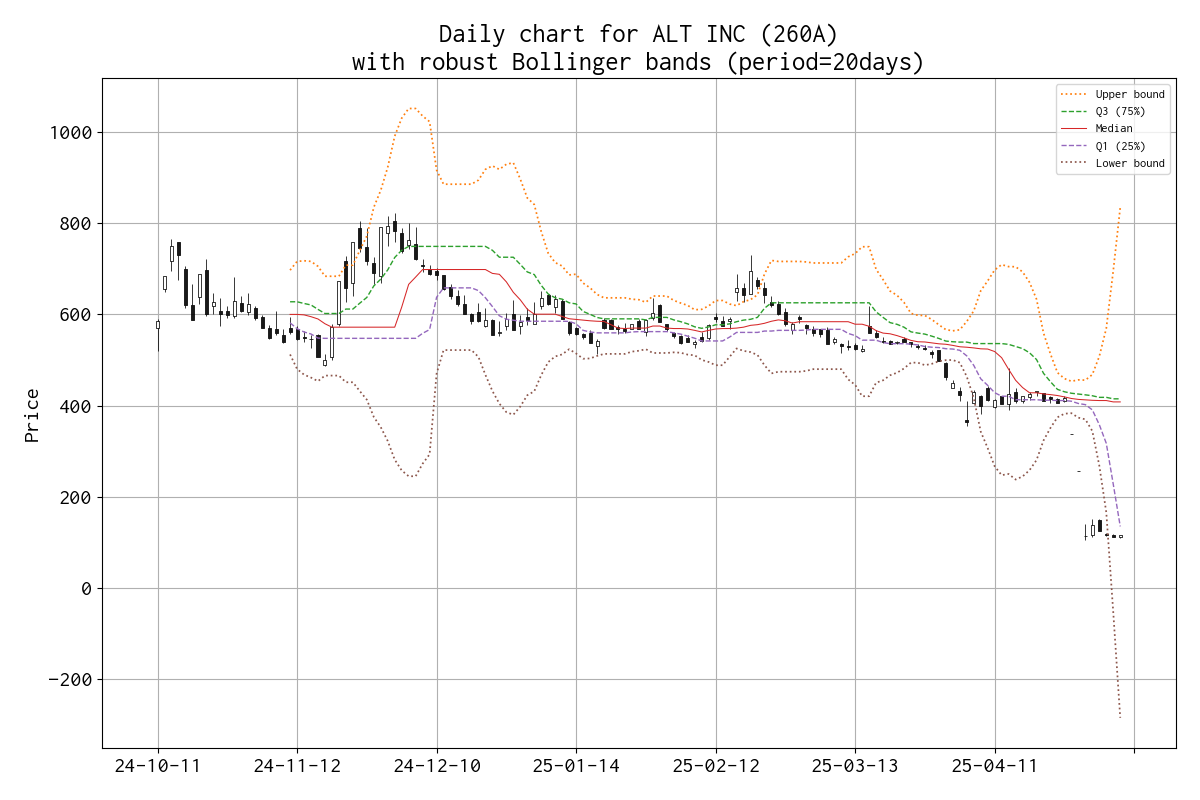 Daily chart for ALT INC (260A)
with robust Bollinger bands (period=20days)
Upper bound
Q3 (75%)
Median
Q1 (25%)
Lower bound
Price
1000
800
600
400
200
0
−200
24-10-11
24-11-12
24-12-10
25-01-14
25-02-12
25-03-13
25-04-11